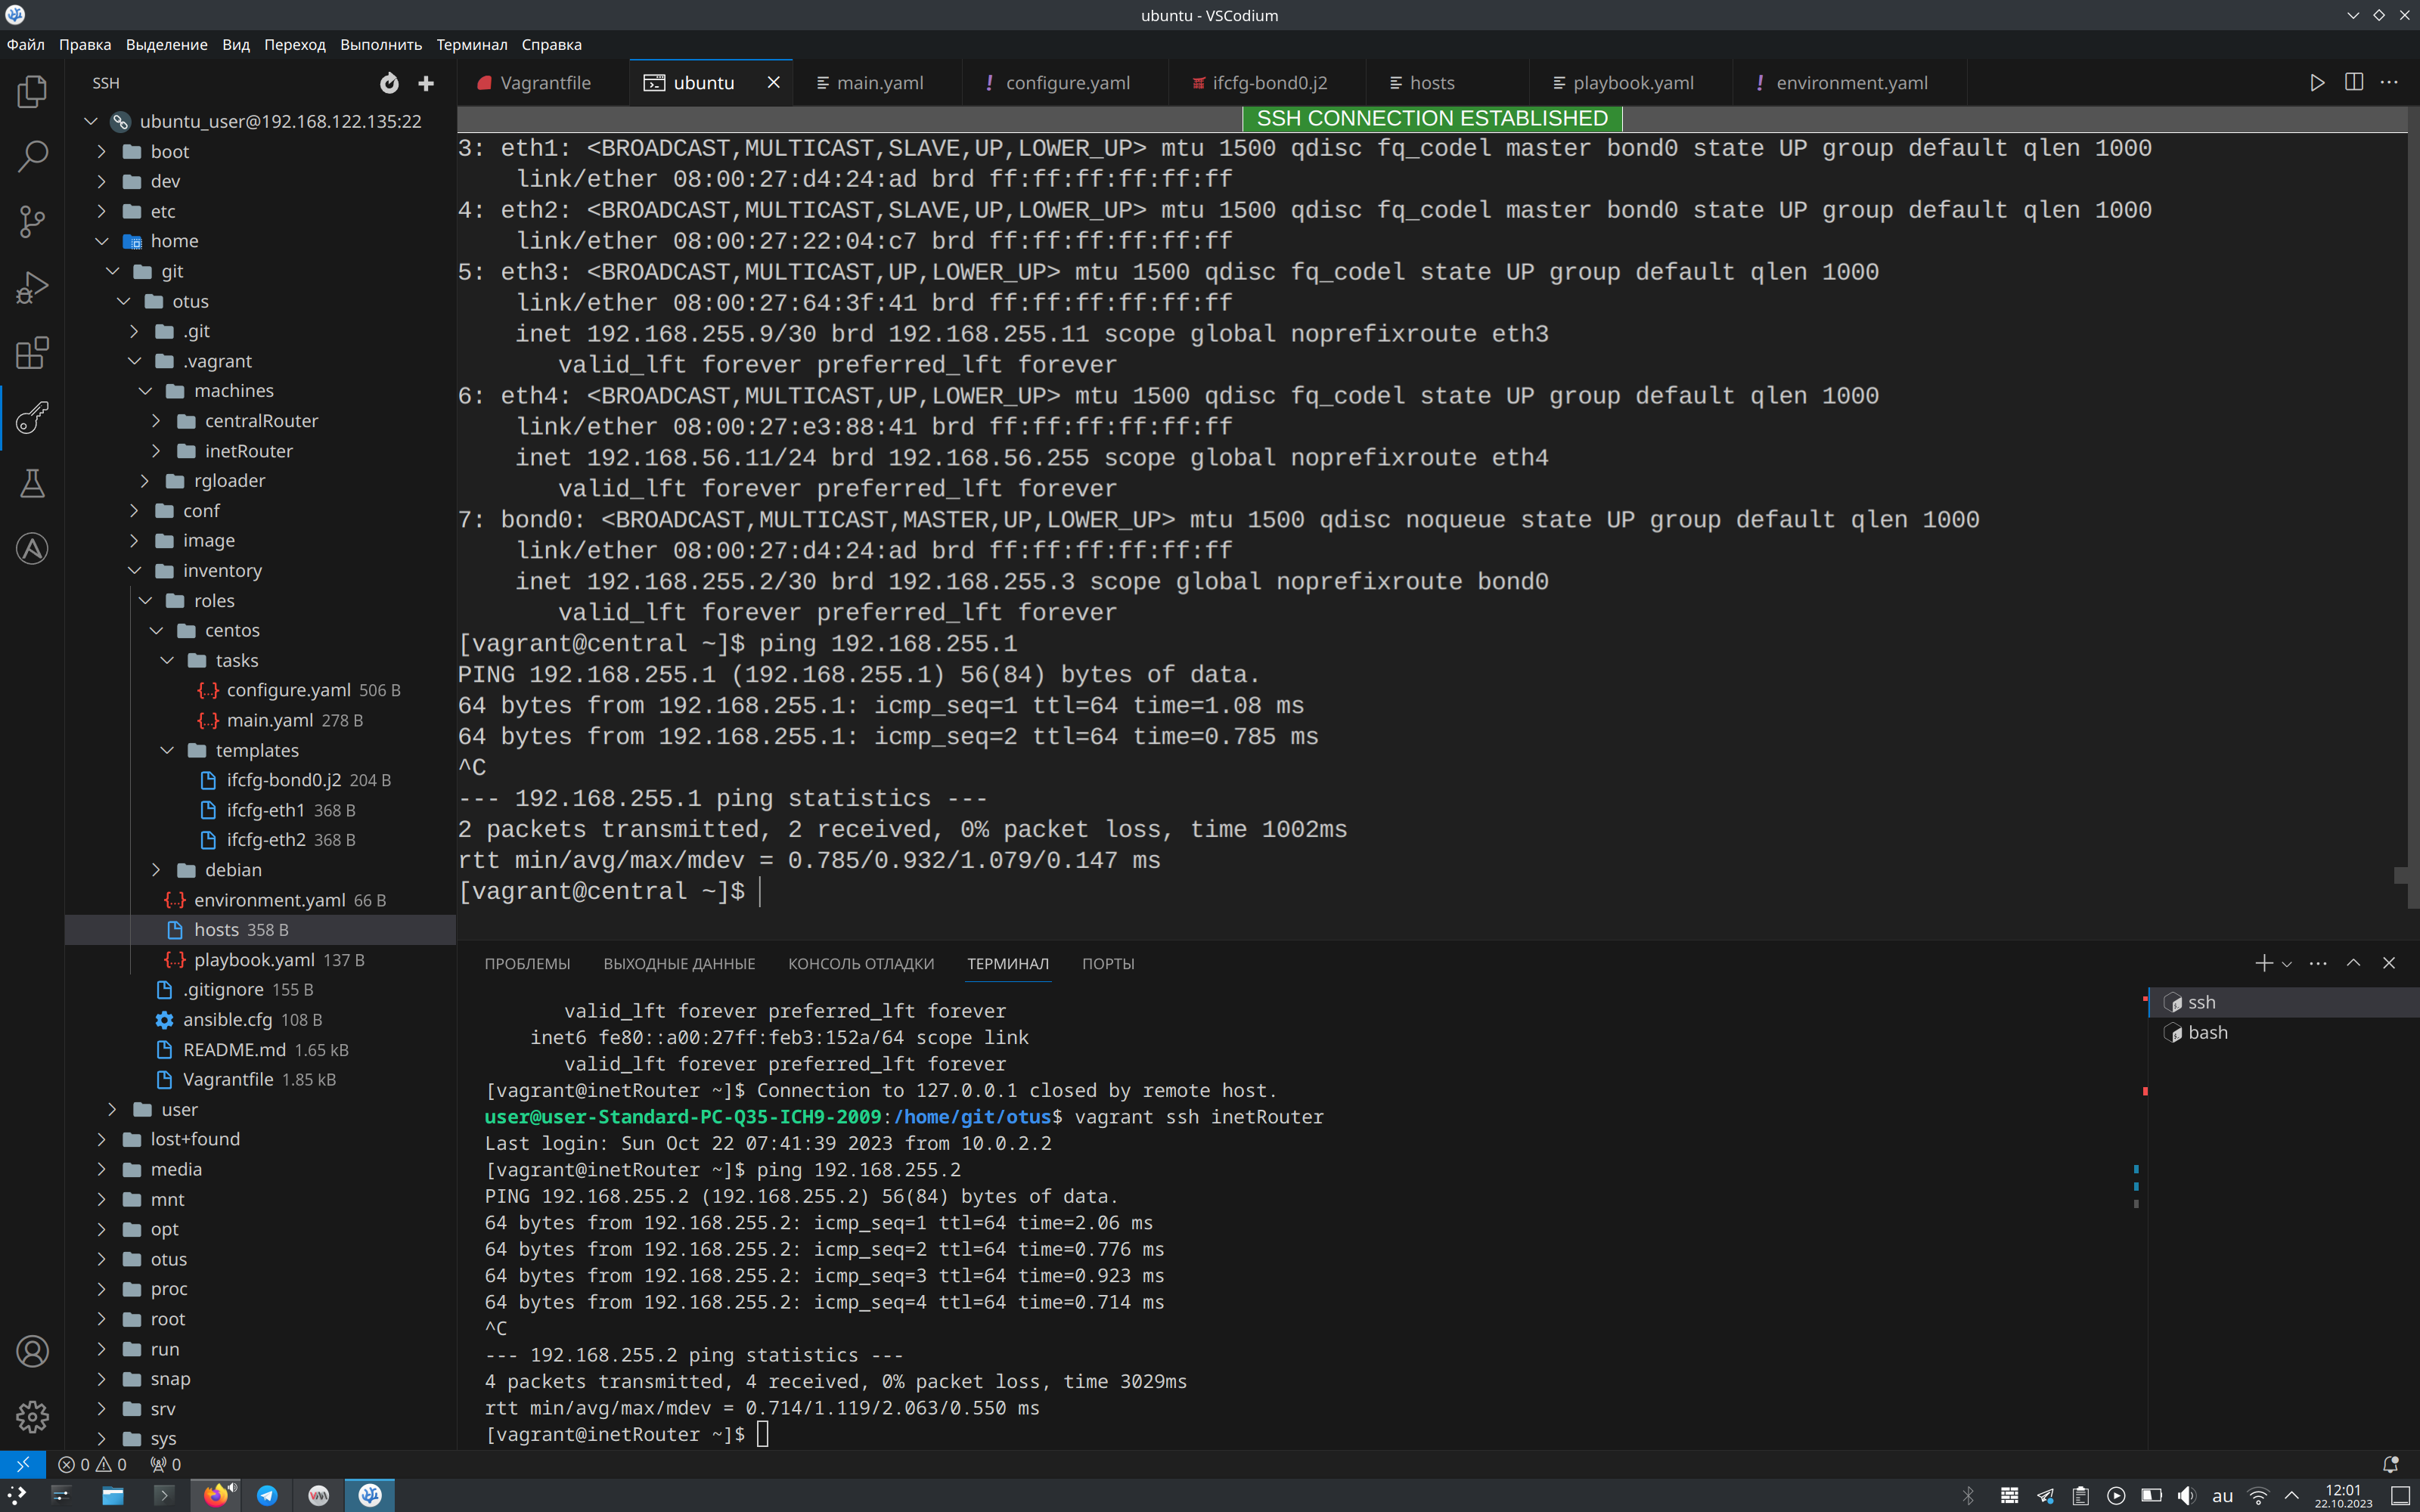 ubuntu - VSCodium
Файл Правка Выделение Вид Переход Выполнить Терминал Справка
SSH
Vagrantfile ubuntu main.yaml configure.yaml ifcfg-bond0.j2 hosts playbook.yaml environment.yaml
ubuntu_user@192.168.122.135:22
boot
dev
etc
home
git
otus
.git
.vagrant
machines
centralRouter
inetRouter
rgloader
conf
image
inventory
roles
centos
tasks
configure.yaml 506 B
main.yaml 278 B
templates
ifcfg-bond0.j2 204 B
ifcfg-eth1 368 B
ifcfg-eth2 368 B
debian
environment.yaml 66 B
hosts 358 B
playbook.yaml 137 B
.gitignore 155 B
ansible.cfg 108 B
README.md 1.65 kB
Vagrantfile 1.85 kB
user
lost+found
media
mnt
opt
otus
proc
root
run
snap
srv
sys
SSH CONNECTION ESTABLISHED
3: eth1: <BROADCAST,MULTICAST,SLAVE,UP,LOWER_UP> mtu 1500 qdisc fq_codel master bond0 state UP group default qlen 1000
link/ether 08:00:27:d4:24:ad brd ff:ff:ff:ff:ff:ff
4: eth2: <BROADCAST,MULTICAST,SLAVE,UP,LOWER_UP> mtu 1500 qdisc fq_codel master bond0 state UP group default qlen 1000
link/ether 08:00:27:22:04:c7 brd ff:ff:ff:ff:ff:ff
5: eth3: <BROADCAST,MULTICAST,UP,LOWER_UP> mtu 1500 qdisc fq_codel state UP group default qlen 1000
link/ether 08:00:27:64:3f:41 brd ff:ff:ff:ff:ff:ff
inet 192.168.255.9/30 brd 192.168.255.11 scope global noprefixroute eth3
valid_lft forever preferred_lft forever
6: eth4: <BROADCAST,MULTICAST,UP,LOWER_UP> mtu 1500 qdisc fq_codel state UP group default qlen 1000
link/ether 08:00:27:e3:88:41 brd ff:ff:ff:ff:ff:ff
inet 192.168.56.11/24 brd 192.168.56.255 scope global noprefixroute eth4
valid_lft forever preferred_lft forever
7: bond0: <BROADCAST,MULTICAST,MASTER,UP,LOWER_UP> mtu 1500 qdisc noqueue state UP group default qlen 1000
link/ether 08:00:27:d4:24:ad brd ff:ff:ff:ff:ff:ff
inet 192.168.255.2/30 brd 192.168.255.3 scope global noprefixroute bond0
valid_lft forever preferred_lft forever
[vagrant@central ~]$ ping 192.168.255.1
PING 192.168.255.1 (192.168.255.1) 56(84) bytes of data.
64 bytes from 192.168.255.1: icmp_seq=1 ttl=64 time=1.08 ms
64 bytes from 192.168.255.1: icmp_seq=2 ttl=64 time=0.785 ms
^C
--- 192.168.255.1 ping statistics ---
2 packets transmitted, 2 received, 0% packet loss, time 1002ms
rtt min/avg/max/mdev = 0.785/0.932/1.079/0.147 ms
[vagrant@central ~]$
ПРОБЛЕМЫ ВЫХОДНЫЕ ДАННЫЕ КОНСОЛЬ ОТЛАДКИ ТЕРМИНАЛ ПОРТЫ
valid_lft forever preferred_lft forever
inet6 fe80::a00:27ff:feb3:152a/64 scope link
valid_lft forever preferred_lft forever
[vagrant@inetRouter ~]$ Connection to 127.0.0.1 closed by remote host.
user@user-Standard-PC-Q35-ICH9-2009:/home/git/otus$ vagrant ssh inetRouter
Last login: Sun Oct 22 07:41:39 2023 from 10.0.2.2
[vagrant@inetRouter ~]$ ping 192.168.255.2
PING 192.168.255.2 (192.168.255.2) 56(84) bytes of data.
64 bytes from 192.168.255.2: icmp_seq=1 ttl=64 time=2.06 ms
64 bytes from 192.168.255.2: icmp_seq=2 ttl=64 time=0.776 ms
64 bytes from 192.168.255.2: icmp_seq=3 ttl=64 time=0.923 ms
64 bytes from 192.168.255.2: icmp_seq=4 ttl=64 time=0.714 ms
^C
--- 192.168.255.2 ping statistics ---
4 packets transmitted, 4 received, 0% packet loss, time 3029ms
rtt min/avg/max/mdev = 0.714/1.119/2.063/0.550 ms
[vagrant@inetRouter ~]$
ssh
bash
0 0 0
au
12:01
22.10.2023